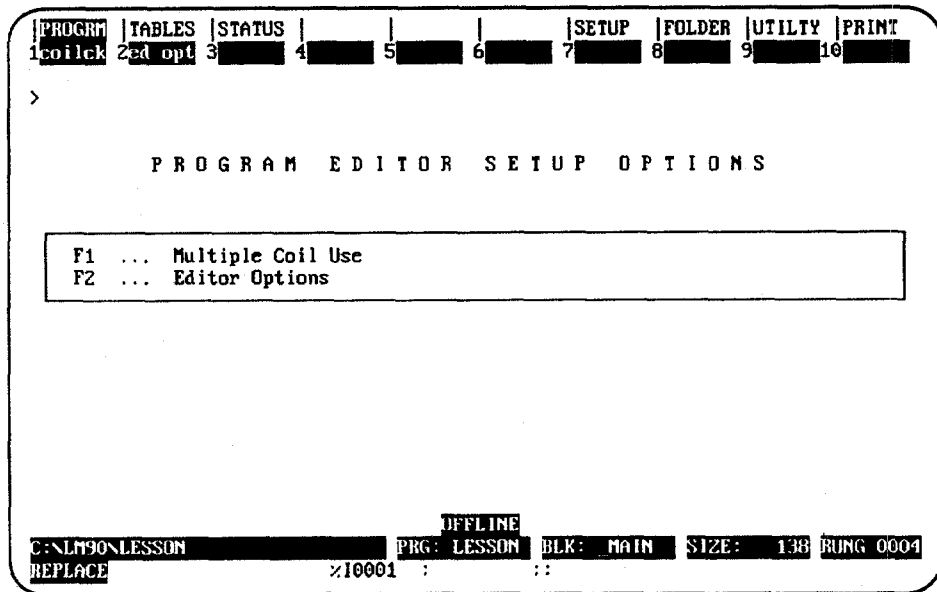 |PROGRM |TABLES |STATUS | | | |SETUP |FOLDER |UTILTY |PRINT
1coilck 2ed opt 3 4 5 6 7 8 9 10
>
PROGRAM EDITOR SETUP OPTIONS
F1 ... Multiple Coil Use
F2 ... Editor Options
OFFLINE
C:\LM90\LESSON PRG: LESSON BLK: MAIN SIZE: 138 RUNG 0004
REPLACE %I0001 : ::